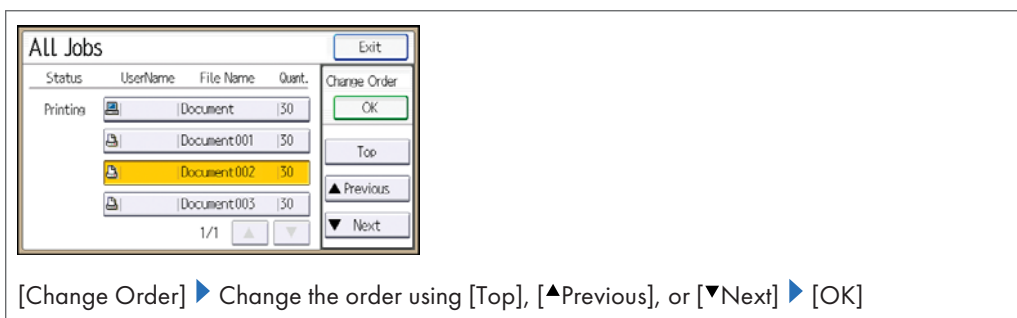 All Jobs Exit
Status UserName File Name Quant. Change Order
Printing |Document |30 OK
|Document001 |30
Top
|Document002 |30
▲ Previous
|Document003 |30
▼ Next
1/1 ▲ ▼
[Change Order] ▶ Change the order using [Top], [▲Previous], or [▼Next] ▶ [OK]